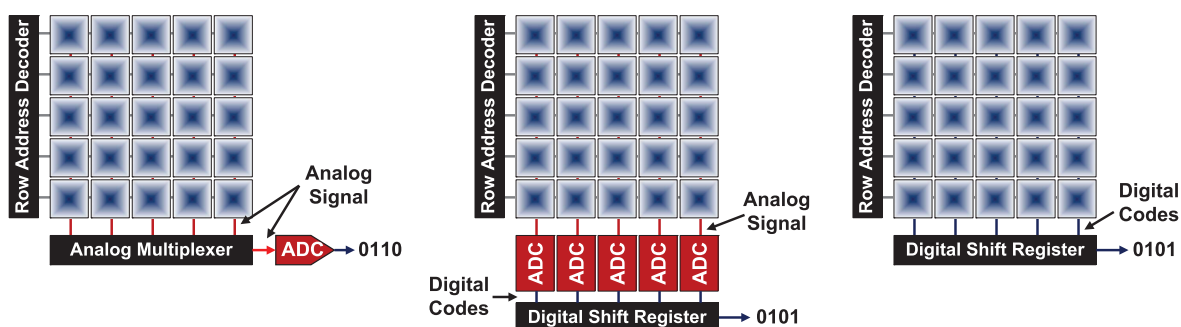 Row Address Decoder
Analog
Signal
Analog Multiplexer
ADC
0110
Row Address Decoder
Analog
Signal
ADC
ADC
ADC
ADC
ADC
Digital
Codes
Digital Shift Register
0101
Row Address Decoder
Digital
Codes
Digital Shift Register
0101